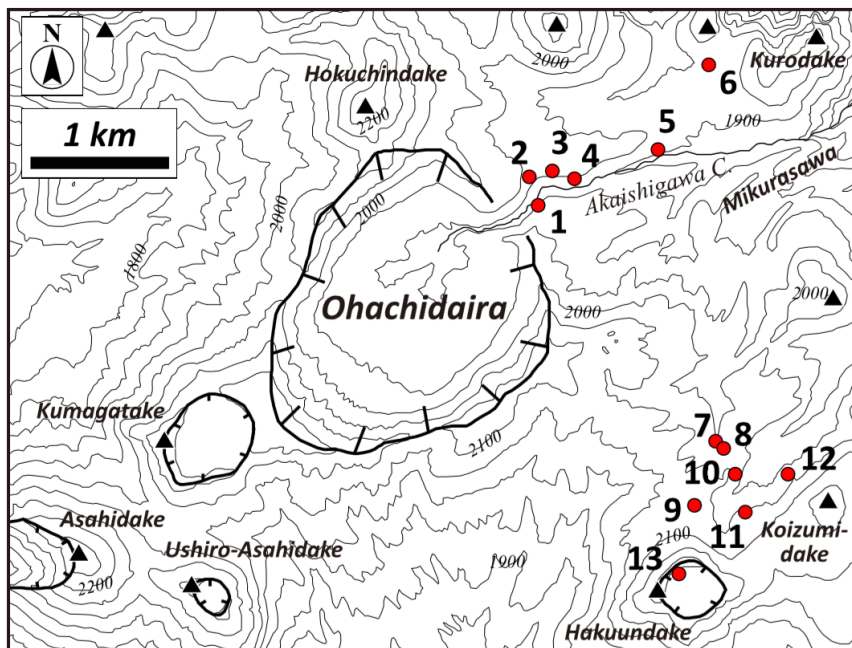 N
1 km
Hokuchindake
2200
2000
Kurodake
6
1900
5
2
3
4
1
Akaishigawa C.
Mikurasawa
2000
2000
1800
Ohachidaira
2000
2000
Kumagatake
2100
7
8
10
12
9
11
Koizumi-
dake
Asahidake
2200
Ushiro-Asahidake
1900
2100
13
Hakuundake